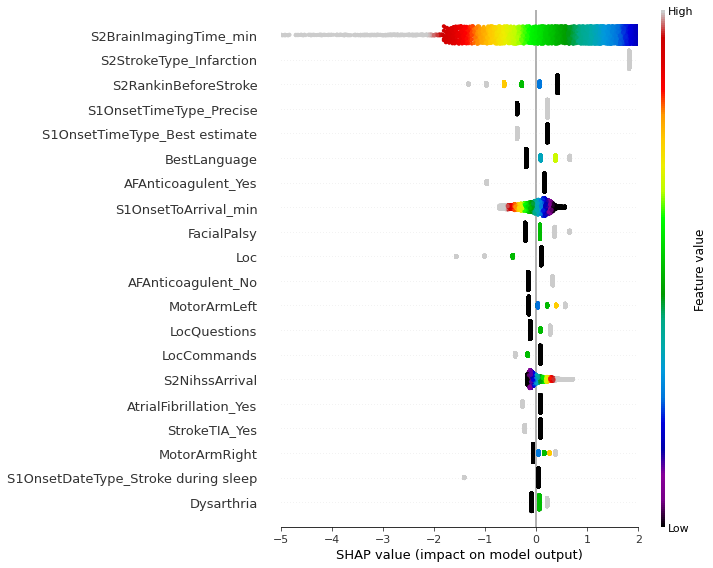 High
S2BrainImagingTime_min
S2StrokeType_Infarction
S2RankinBeforeStroke
S1OnsetTimeType_Precise
S1OnsetTimeType_Best estimate
BestLanguage
AFAnticoagulent_Yes
S1OnsetToArrival_min
FacialPalsy
Loc
AFAnticoagulent_No
MotorArmLeft
LocQuestions
LocCommands
S2NihssArrival
AtrialFibrillation_Yes
StrokeTIA_Yes
MotorArmRight
S1OnsetDateType_Stroke during sleep
Dysarthria
Feature value
Low
−5 −4 −3 −2 −1 0 1 2
SHAP value (impact on model output)